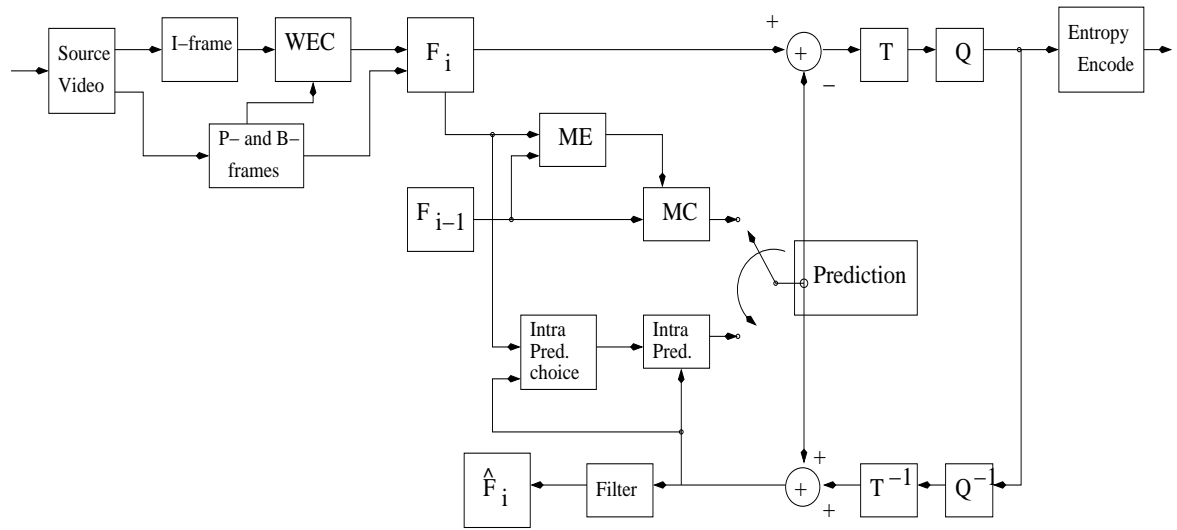 Source
Video
I−frame
WEC
P− and B−
frames
F i
+
+
−
T
Q
Entropy
Encode
ME
F i−1
MC
Prediction
Intra
Pred.
choice
Intra
Pred.
^
F i
Filter
+
+
+
T −1
Q −1